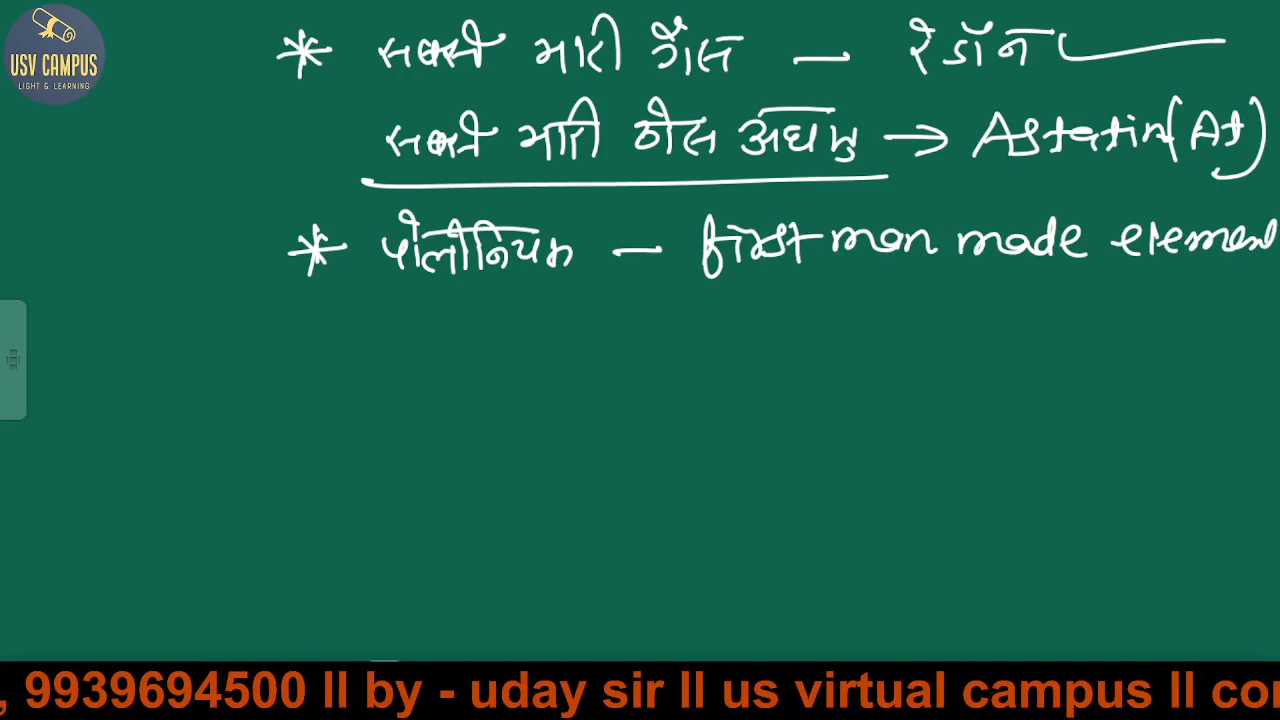 USV CAMPUS
LIGHT & LEARNING
* सबसे भारी गैस – रेडॉन
सबसे भारी ठोस अधातु → Astatin(At)
* पोलोनियम – first man made element
, 9939694500 ll by - uday sir ll us virtual campus ll con